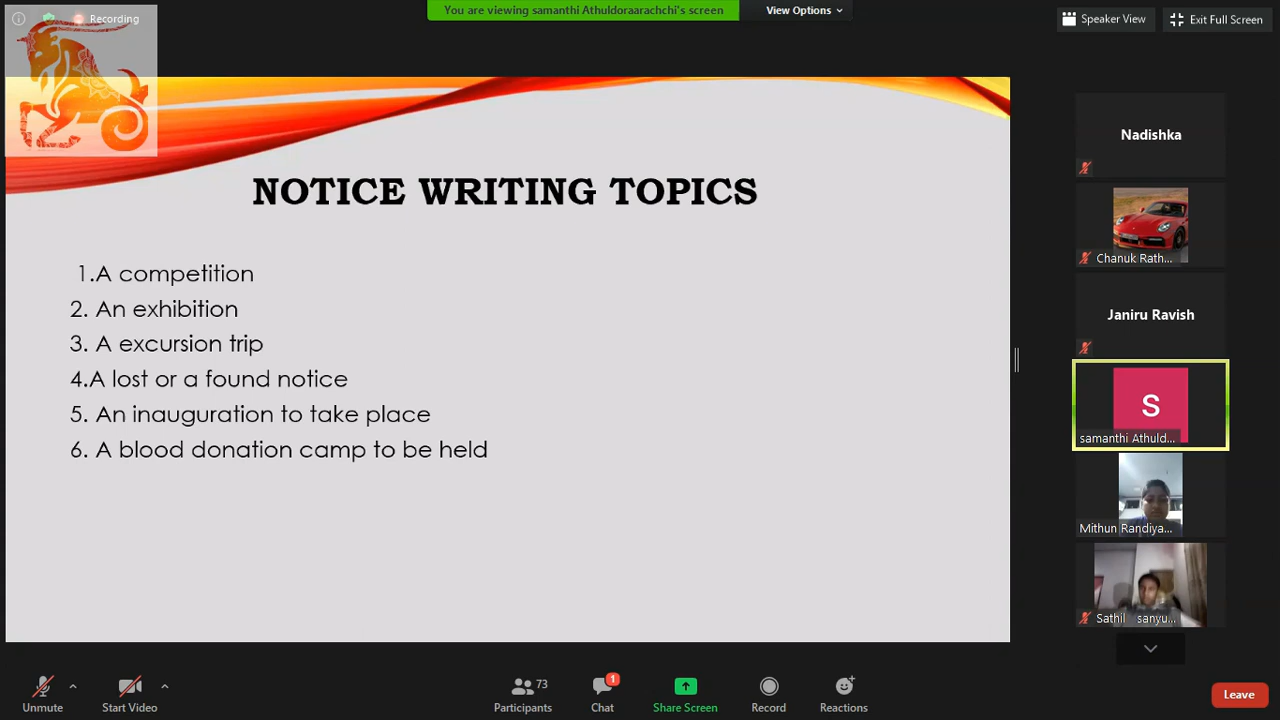 Recording
You are viewing samanthi Athuldoraarachchi's screen
View Options
Speaker View
Exit Full Screen
NOTICE WRITING TOPICS
1.A competition
2. An exhibition
3. A excursion trip
4.A lost or a found notice
5. An inauguration to take place
6. A blood donation camp to be held
Nadishka
Chanuk Rath...
Janiru Ravish
S
samanthi Athuld...
Mithun Randiya...
Sathil sanyu...
Unmute
Start Video
Participants
73
Chat
1
Share Screen
Record
Reactions
Leave